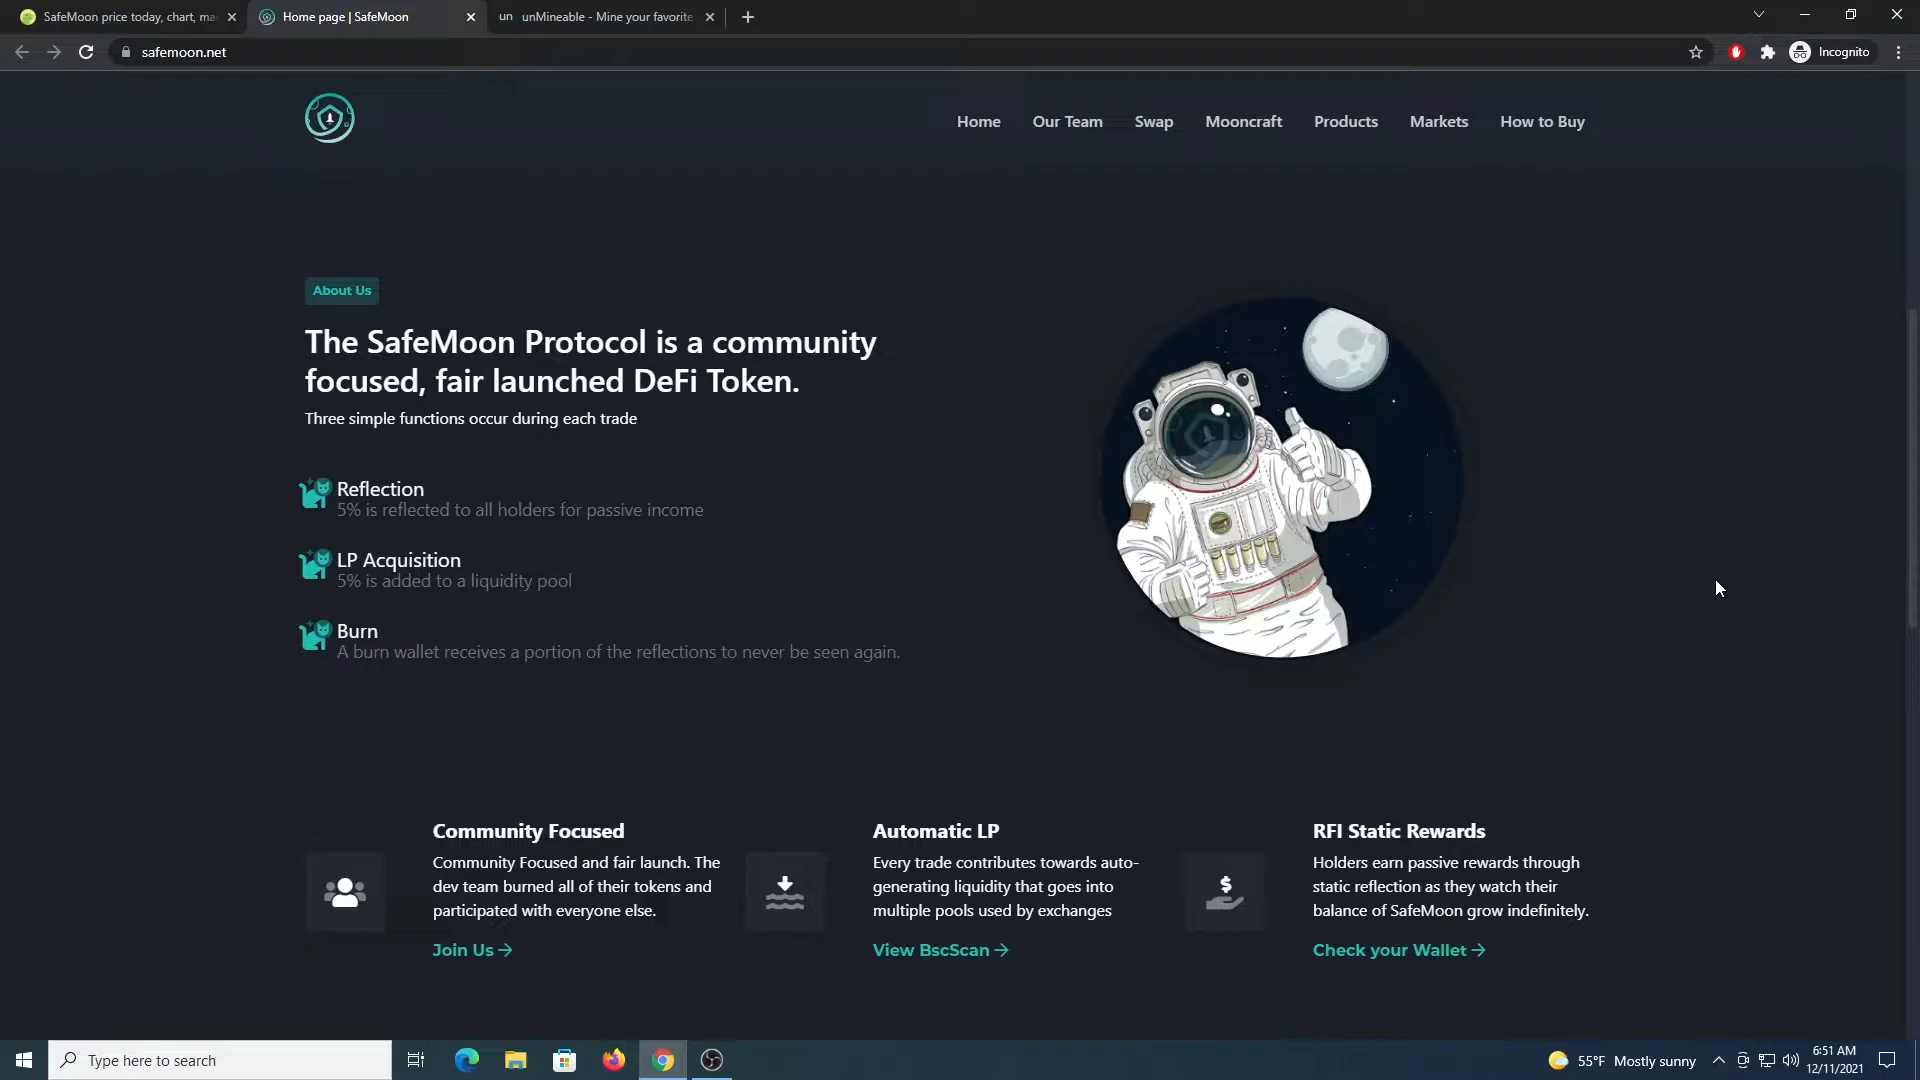 SafeMoon price today, chart, ma
Home page | SafeMoon
un unMineable - Mine your favorite
safemoon.net
Incognito
Home Our Team Swap Mooncraft Products Markets How to Buy
About Us
The SafeMoon Protocol is a community
focused, fair launched DeFi Token.
Three simple functions occur during each trade
Reflection
5% is reflected to all holders for passive income
LP Acquisition
5% is added to a liquidity pool
Burn
A burn wallet receives a portion of the reflections to never be seen again.
Community Focused
Community Focused and fair launch. The
dev team burned all of their tokens and
participated with everyone else.
Join Us →
Automatic LP
Every trade contributes towards auto-
generating liquidity that goes into
multiple pools used by exchanges
View BscScan →
RFI Static Rewards
Holders earn passive rewards through
static reflection as they watch their
balance of SafeMoon grow indefinitely.
Check your Wallet →
Type here to search
55°F Mostly sunny
6:51 AM
12/11/2021